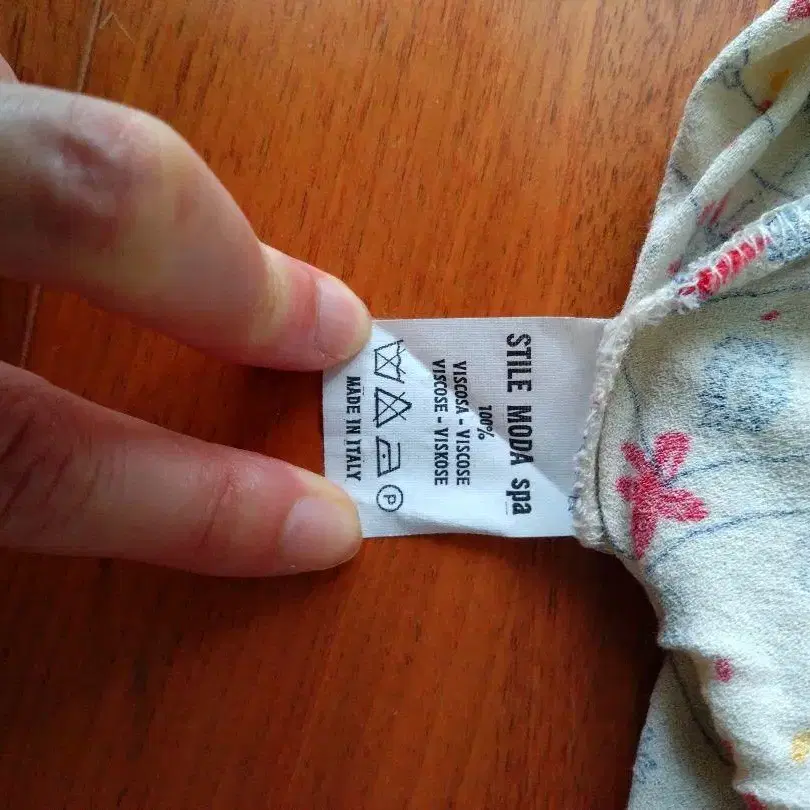 STILE MODA spa
100%
VISCOSA - VISCOSE
VISCOSE - VISKOSE
P
MADE IN ITALY